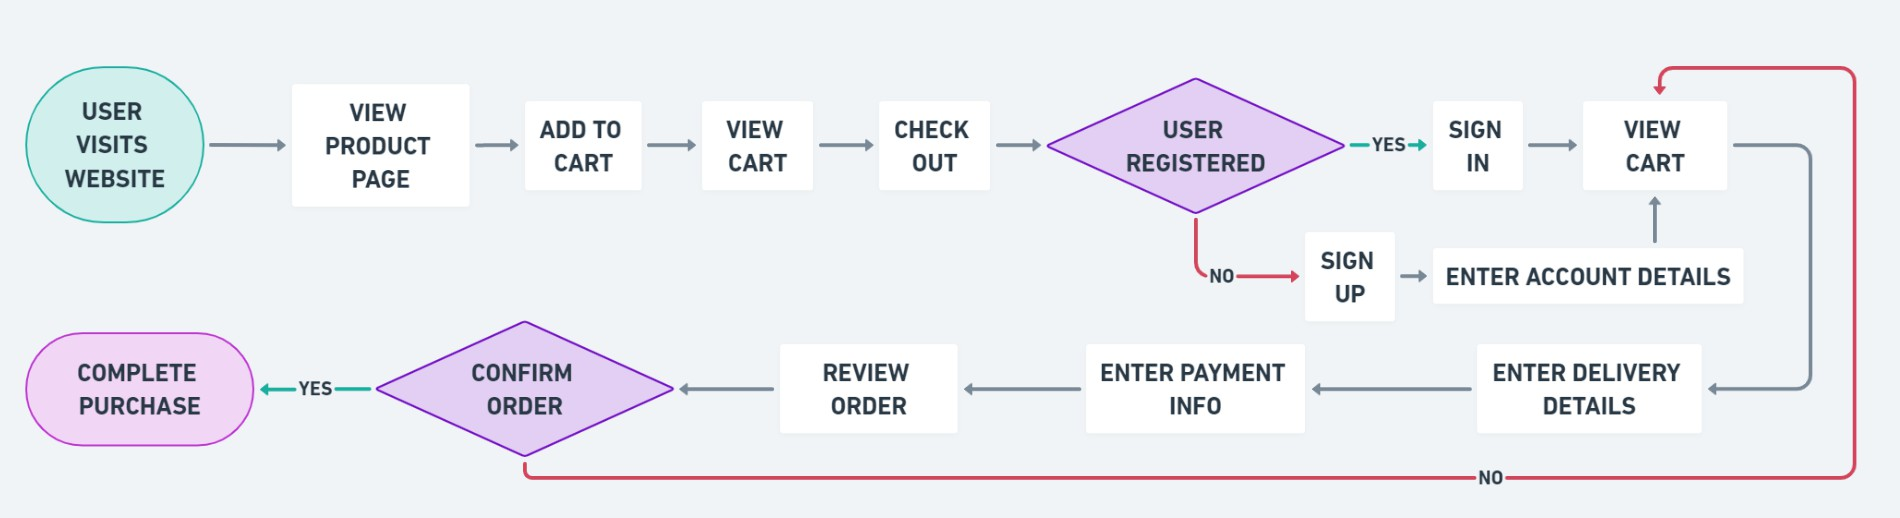 USER
VISITS
WEBSITE
VIEW
PRODUCT
PAGE
ADD TO
CART
VIEW
CART
CHECK
OUT
USER
REGISTERED
YES
SIGN
IN
VIEW
CART
NO
SIGN
UP
ENTER ACCOUNT DETAILS
ENTER DELIVERY
DETAILS
ENTER PAYMENT
INFO
REVIEW
ORDER
CONFIRM
ORDER
YES
COMPLETE
PURCHASE
NO